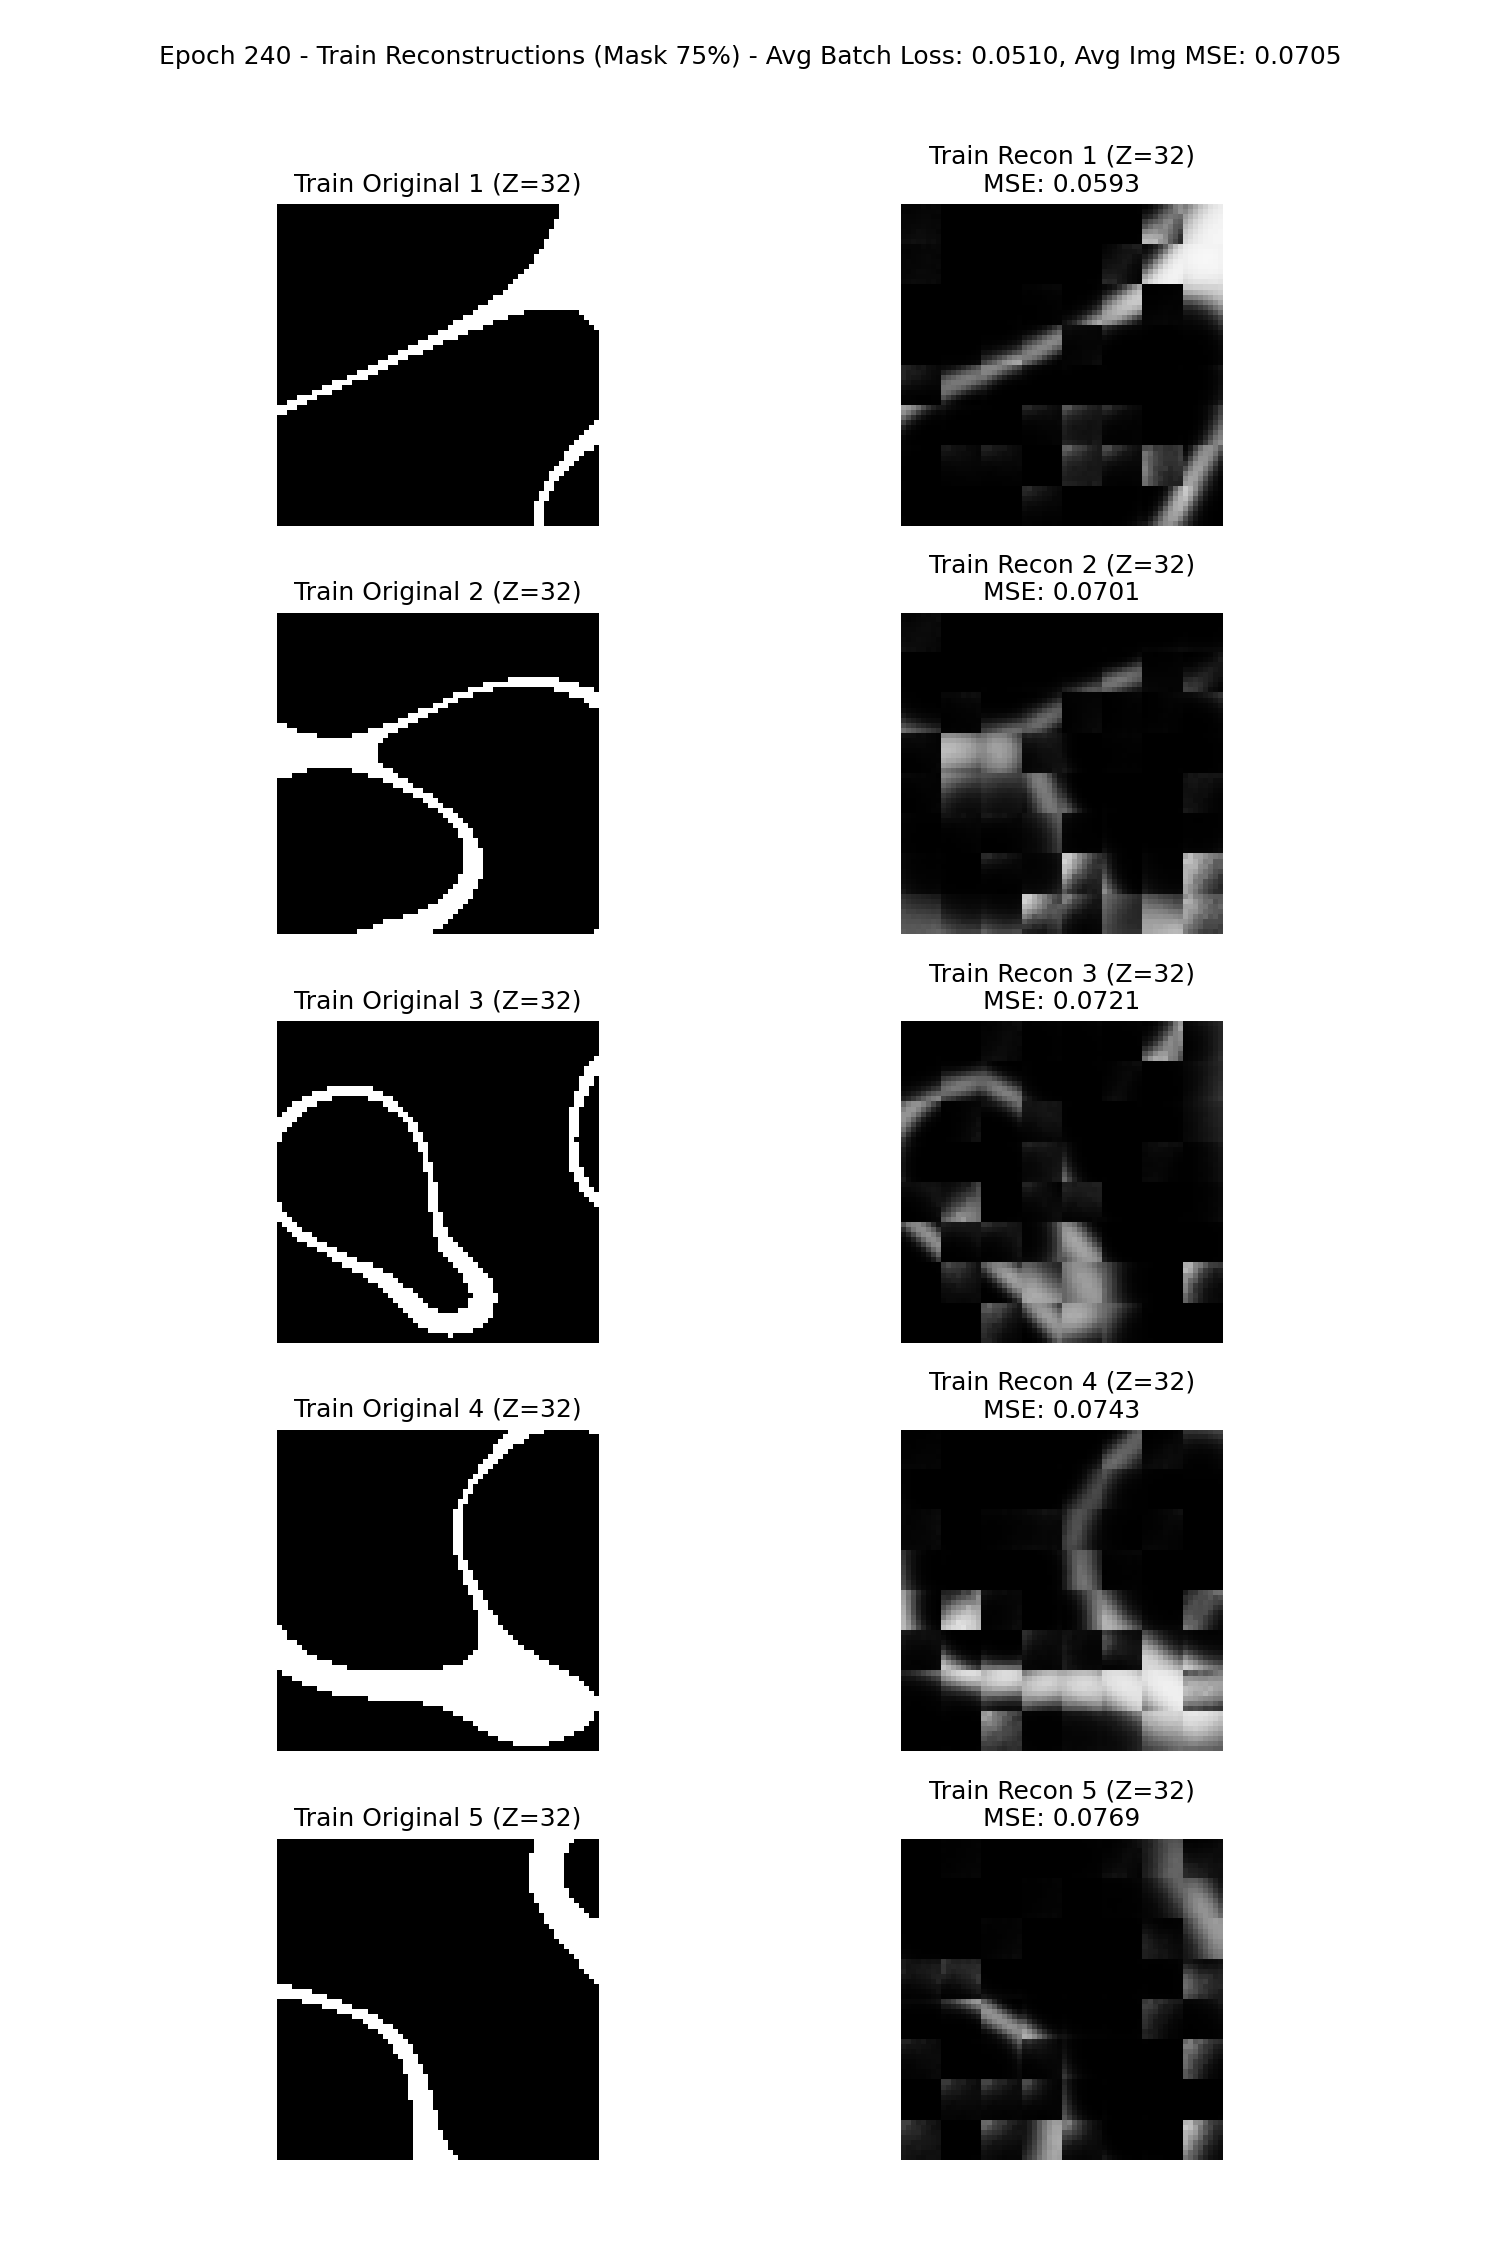 Epoch 240 - Train Reconstructions (Mask 75%) - Avg Batch Loss: 0.0510, Avg Img MSE: 0.0705
Train Original 1 (Z=32)
Train Recon 1 (Z=32)
MSE: 0.0593
Train Original 2 (Z=32)
Train Recon 2 (Z=32)
MSE: 0.0701
Train Original 3 (Z=32)
Train Recon 3 (Z=32)
MSE: 0.0721
Train Original 4 (Z=32)
Train Recon 4 (Z=32)
MSE: 0.0743
Train Original 5 (Z=32)
Train Recon 5 (Z=32)
MSE: 0.0769